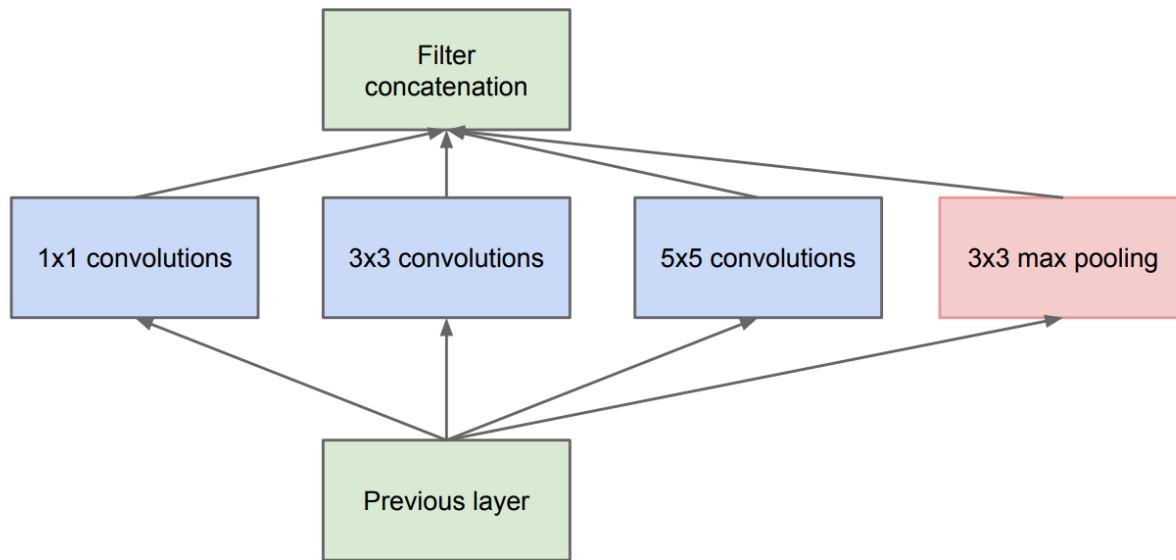 Filter
concatenation
1x1 convolutions
3x3 convolutions
5x5 convolutions
3x3 max pooling
Previous layer